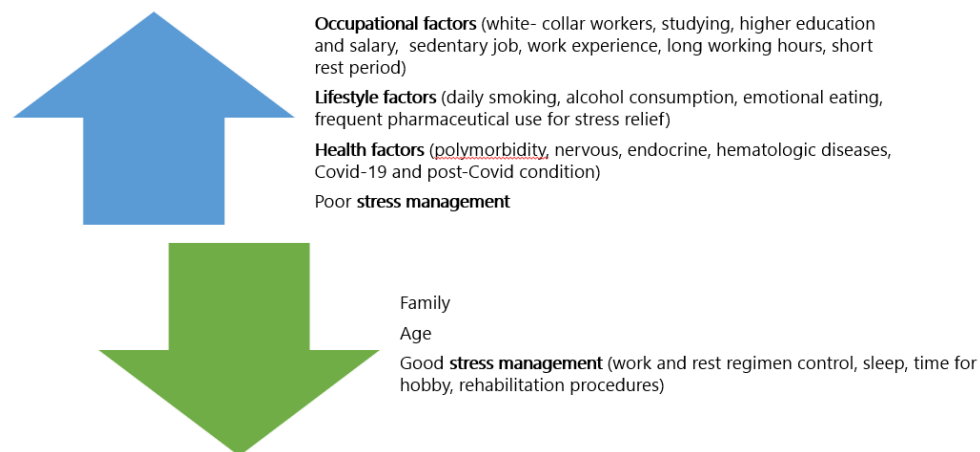 Occupational factors (white- collar workers, studying, higher education
and salary,  sedentary job, work experience, long working hours, short
rest period)
Lifestyle factors (daily smoking, alcohol consumption, emotional eating,
frequent pharmaceutical use for stress relief)
Health factors (polymorbidity, nervous, endocrine, hematologic diseases,
Covid-19 and post-Covid condition)
Poor stress management
Family
Age
Good stress management (work and rest regimen control, sleep, time for
hobby, rehabilitation procedures)